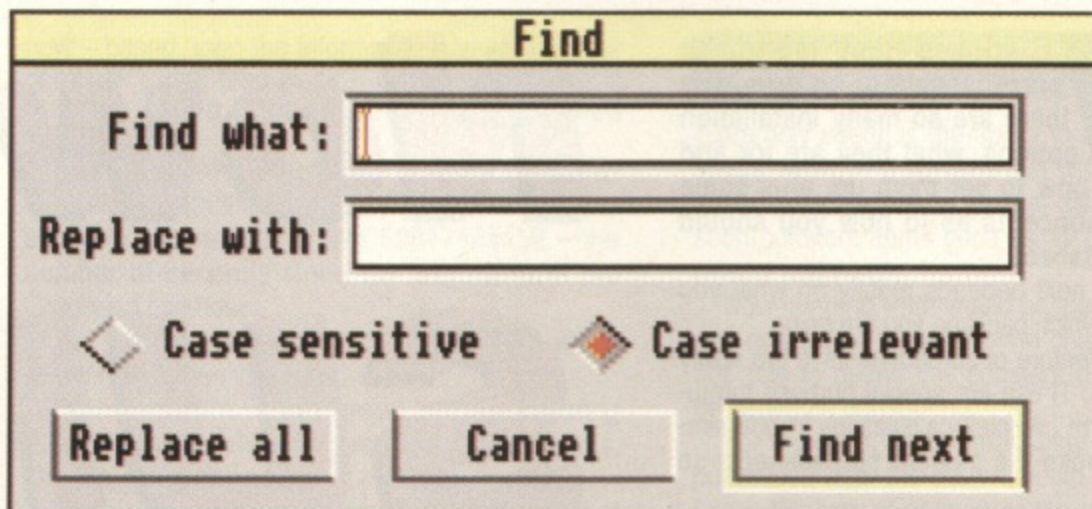 Find
Find what:
Replace with:
Case sensitive Case irrelevant
Replace all Cancel Find next